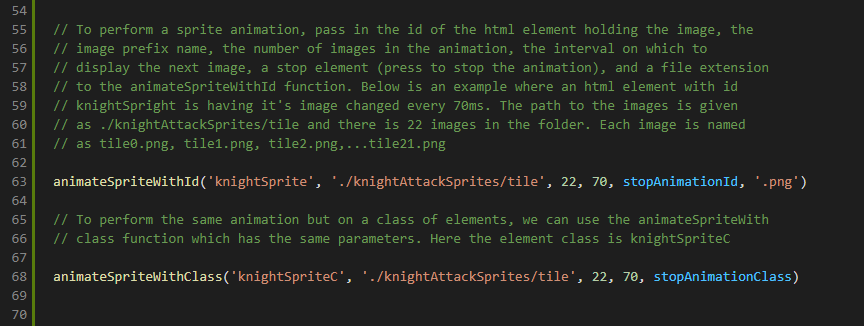 54
55 // To perform a sprite animation, pass in the id of the html element holding the image, the
56 // image prefix name, the number of images in the animation, the interval on which to
57 // display the next image, a stop element (press to stop the animation), and a file extension
58 // to the animateSpriteWithId function. Below is an example where an html element with id
59 // knightSpright is having it's image changed every 70ms. The path to the images is given
60 // as ./knightAttackSprites/tile and there is 22 images in the folder. Each image is named
61 // as tile0.png, tile1.png, tile2.png,...tile21.png
62
63 animateSpriteWithId('knightSprite', './knightAttackSprites/tile', 22, 70, stopAnimationId, '.png')
64
65 // To perform the same animation but on a class of elements, we can use the animateSpriteWith
66 // class function which has the same parameters. Here the element class is knightSpriteC
67
68 animateSpriteWithClass('knightSpriteC', './knightAttackSprites/tile', 22, 70, stopAnimationClass)
69
70